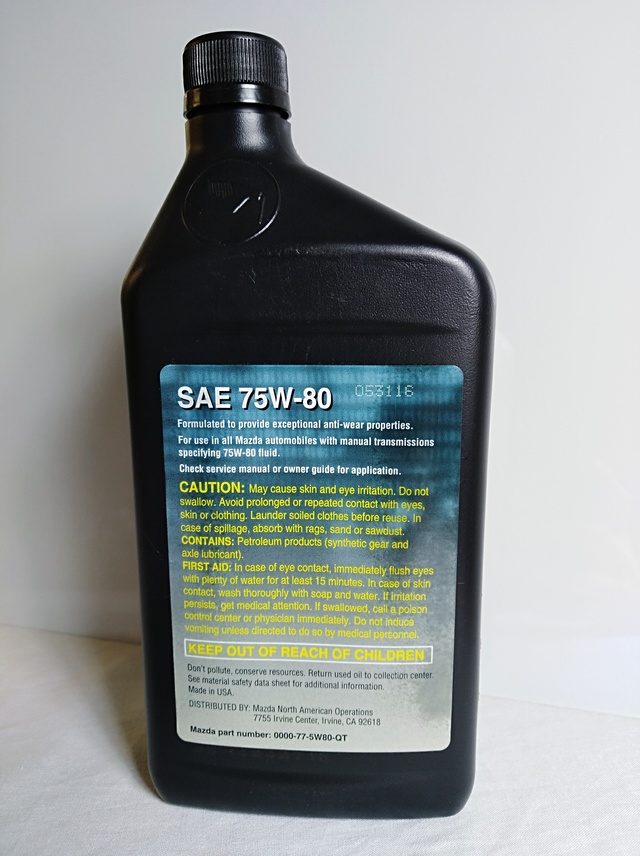 SAE 75W-80 053116
Formulated to provide exceptional anti-wear properties.
For use in all Mazda automobiles with manual transmissions
specifying 75W-80 fluid.
Check service manual or owner guide for application.
CAUTION: May cause skin and eye irritation. Do not
swallow. Avoid prolonged or repeated contact with eyes,
skin or clothing. Launder soiled clothes before reuse. In
case of spillage, absorb with rags, sand or sawdust.
CONTAINS: Petroleum products (synthetic gear and
axle lubricant).
FIRST AID: In case of eye contact, immediately flush eyes
with plenty of water for at least 15 minutes. In case of skin
contact, wash thoroughly with soap and water. If irritation
persists, get medical attention. If swallowed, call a poison
control center or physician immediately. Do not induce
vomiting unless directed to do so by medical personnel.
KEEP OUT OF REACH OF CHILDREN
Don't pollute, conserve resources. Return used oil to collection center.
See material safety data sheet for additional information.
Made in USA.
DISTRIBUTED BY: Mazda North American Operations
7755 Irvine Center, Irvine, CA 92618
Mazda part number: 0000-77-5W80-QT